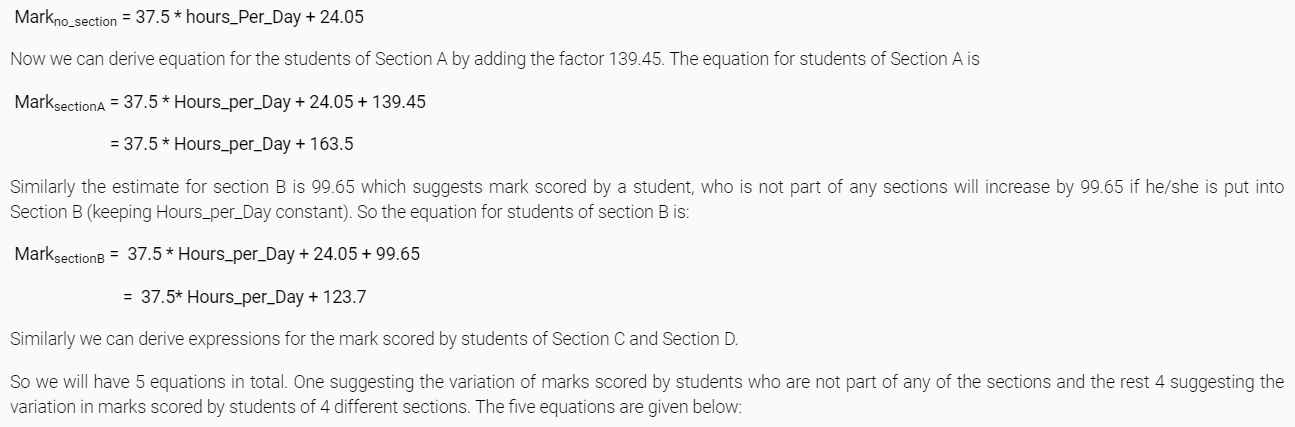 Markno_section = 37.5 * hours_Per_Day + 24.05
Now we can derive equation for the students of Section A by adding the factor 139.45. The equation for students of Section A is
MarksectionA = 37.5 * Hours_per_Day + 24.05 + 139.45
= 37.5 * Hours_per_Day + 163.5
Similarly the estimate for section B is 99.65 which suggests mark scored by a student, who is not part of any sections will increase by 99.65 if he/she is put into
Section B (keeping Hours_per_Day constant). So the equation for students of section B is:
MarksectionB = 37.5 * Hours_per_Day + 24.05 + 99.65
= 37.5* Hours_per_Day + 123.7
Similarly we can derive expressions for the mark scored by students of Section C and Section D.
So we will have 5 equations in total. One suggesting the variation of marks scored by students who are not part of any of the sections and the rest 4 suggesting the
variation in marks scored by students of 4 different sections. The five equations are given below: